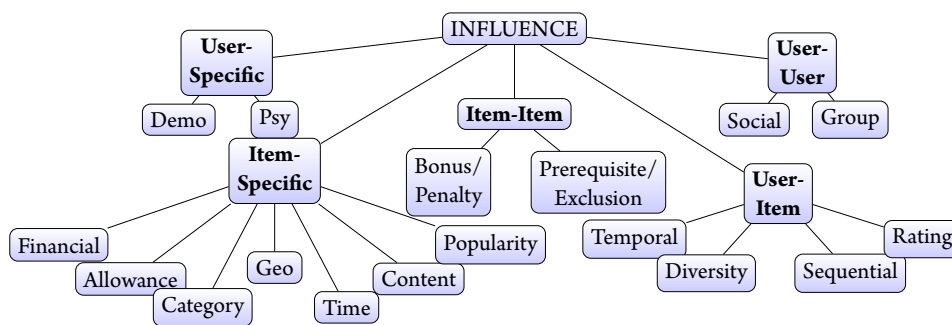 INFLUENCE
User-
Specific
Demo
Psy
Item-
Specific
Financial
Allowance
Category
Geo
Time
Content
Popularity
Item-Item
Bonus/
Penalty
Prerequisite/
Exclusion
User-
Item
Temporal
Diversity
Sequential
Rating
User-
User
Social
Group